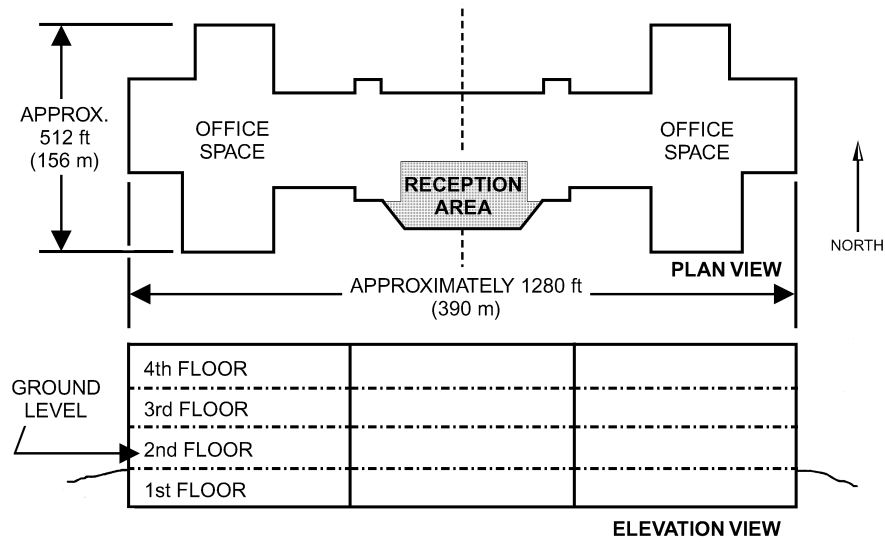 APPROX.
512 ft
(156 m)
OFFICE
SPACE
RECEPTION
AREA
OFFICE
SPACE
NORTH
PLAN VIEW
APPROXIMATELY 1280 ft
(390 m)
GROUND
LEVEL
4th FLOOR
3rd FLOOR
2nd FLOOR
1st FLOOR
ELEVATION VIEW